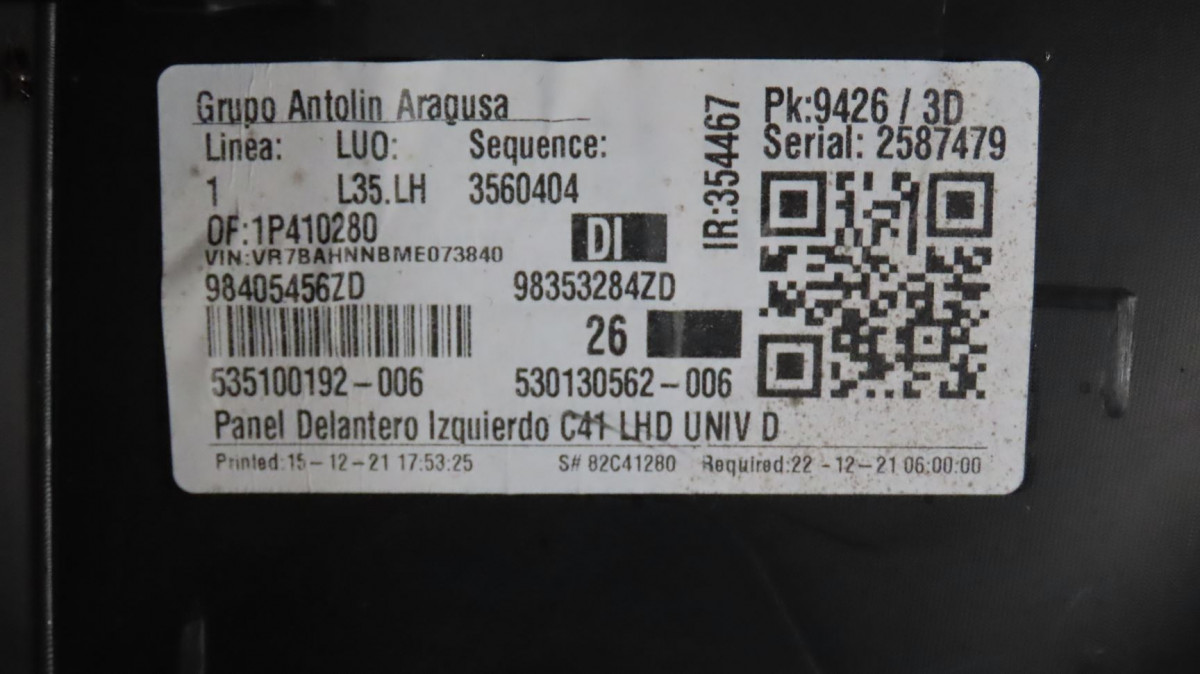 Grupo Antolin Aragusa
Pk:9426 / 3D
Serial: 2587479
IR:354467
Linea: LUO: Sequence:
1 L35.LH 3560404
OF:1P410280 DI
VIN:VR7BAHNNBME073840
98405456ZD 98353284ZD
26
535100192-006 530130562-006
Panel Delantero Izquierdo C41 LHD UNIV D
Printed:15-12-21 17:53:25 S# 82C41280 Required:22 -12-21 06:00:00